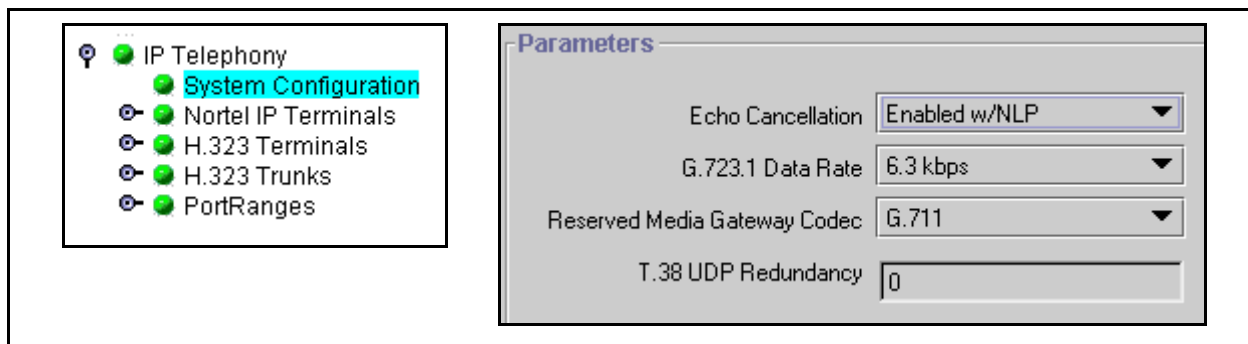 IP Telephony
System Configuration
Nortel IP Terminals
H.323 Terminals
H.323 Trunks
PortRanges
Parameters
Echo Cancellation Enabled w/NLP
G.723.1 Data Rate 6.3 kbps
Reserved Media Gateway Codec G.711
T.38 UDP Redundancy 0